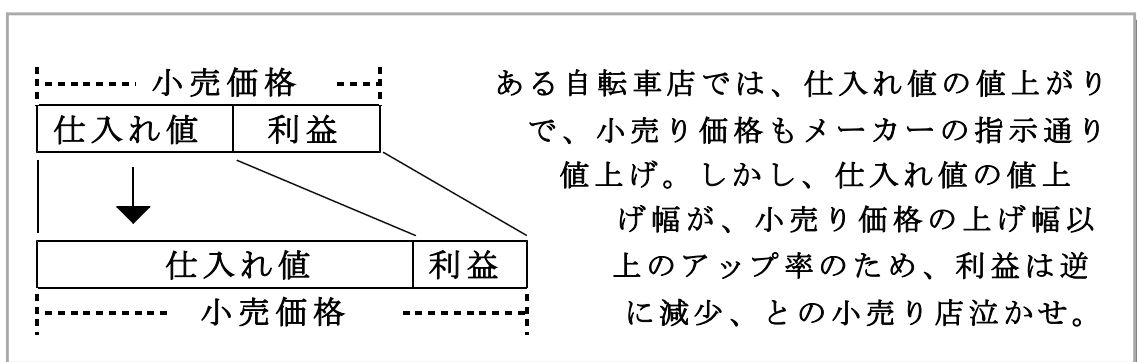 小売価格
仕入れ値 利益
仕入れ値 利益
小売価格
ある自転車店では、仕入れ値の値上がり
で、小売り価格もメーカーの指示通り
値上げ。しかし、仕入れ値の値上
げ幅が、小売り価格の上げ幅以
上のアップ率のため、利益は逆
に減少、との小売り店泣かせ。